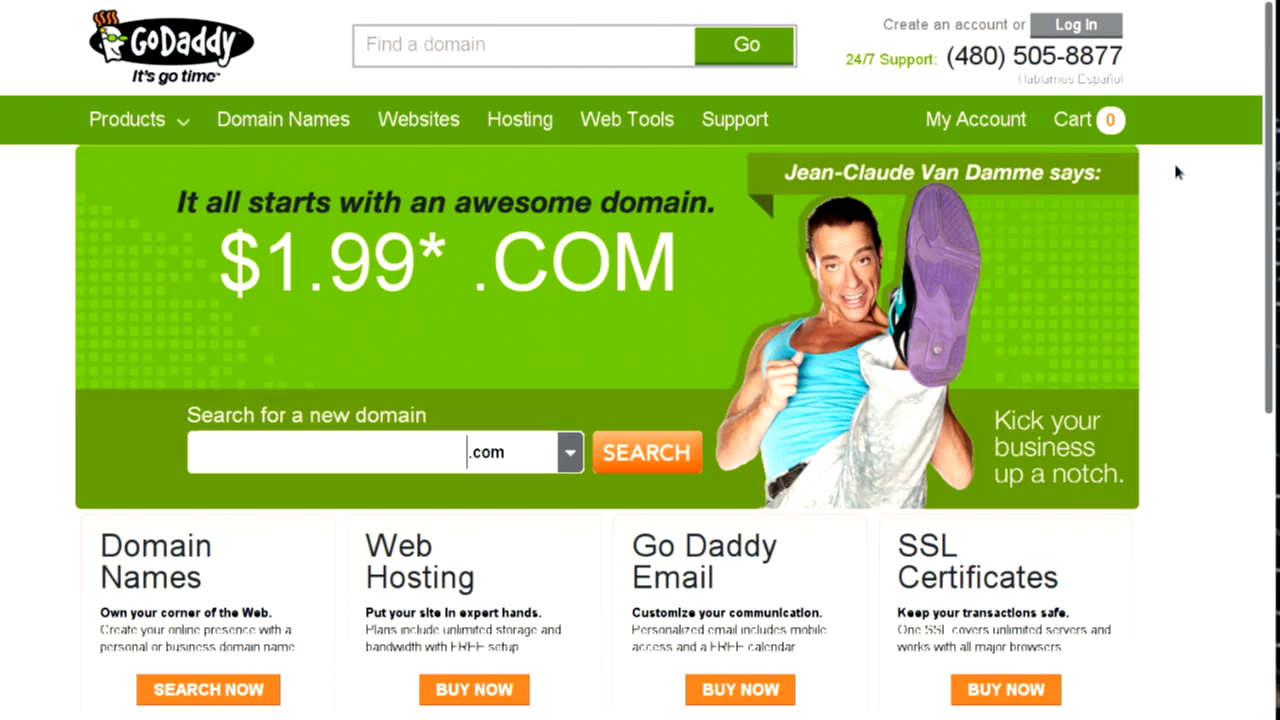 GoDaddy
It's go time™
Find a domain
Go
Create an account or
Log In
24/7 Support: (480) 505-8877
Hablamos Español
Products
Domain Names
Websites
Hosting
Web Tools
Support
My Account
Cart 0
Jean-Claude Van Damme says:
It all starts with an awesome domain.
$1.99* .COM
Search for a new domain
.com
SEARCH
Kick your
business
up a notch.
Domain
Names
Own your corner of the Web.
Create your online presence with a
personal or business domain name
SEARCH NOW
Web
Hosting
Put your site in expert hands.
Plans include unlimited storage and
bandwidth with FREE setup
BUY NOW
Go Daddy
Email
Customize your communication.
Personalized email includes mobile
access and a FREE calendar
BUY NOW
SSL
Certificates
Keep your transactions safe.
One SSL covers unlimited servers and
works with all major browsers
BUY NOW